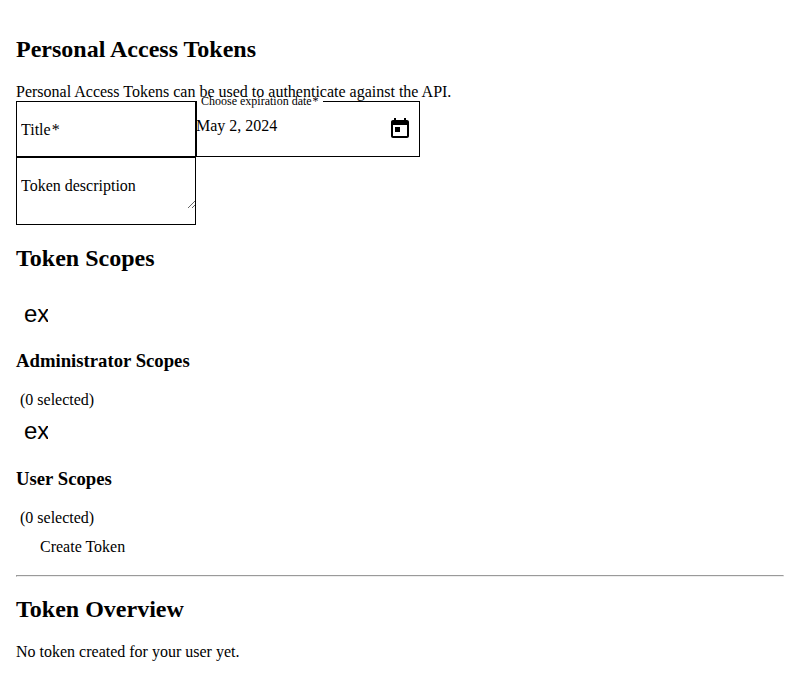 Personal Access Tokens
Personal Access Tokens can be used to authenticate against the API.
Choose expiration date*
Title*
May 2, 2024
Token description
Token Scopes
ex
Administrator Scopes
(0 selected)
ex
User Scopes
(0 selected)
Create Token
Token Overview
No token created for your user yet.